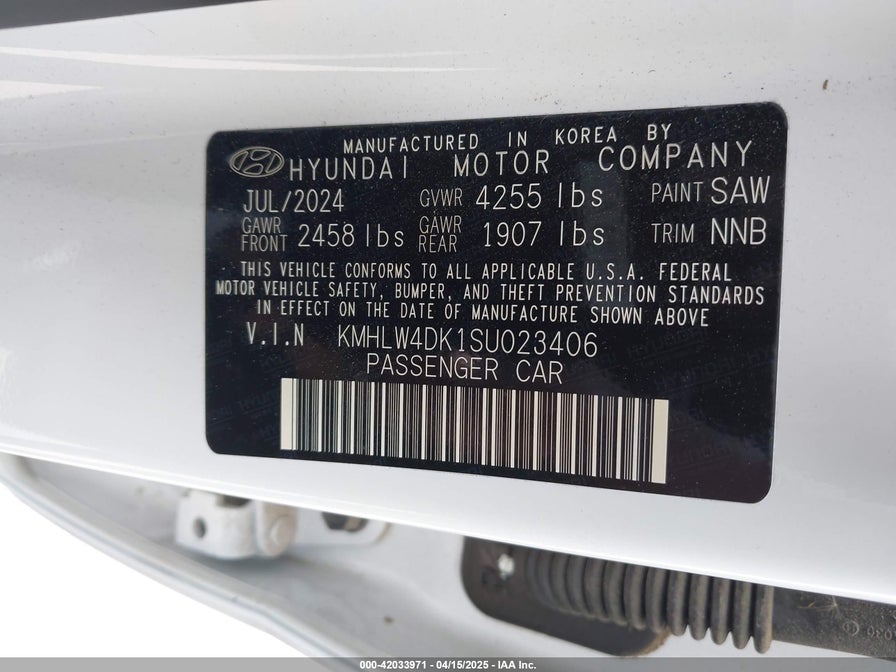 MANUFACTURED IN KOREA BY
HYUNDAI MOTOR COMPANY
JUL/2024 GVWR 4255 lbs PAINT SAW
GAWR FRONT 2458 lbs GAWR REAR 1907 lbs TRIM NNB
THIS VEHICLE CONFORMS TO ALL APPLICABLE U.S.A. FEDERAL
MOTOR VEHICLE SAFETY, BUMPER, AND THEFT PREVENTION STANDARDS
IN EFFECT ON THE DATE OF MANUFACTURE SHOWN ABOVE
V.I.N KMHLW4DK1SU023406
PASSENGER CAR
000-42033971 - 04/15/2025 - IAA Inc.